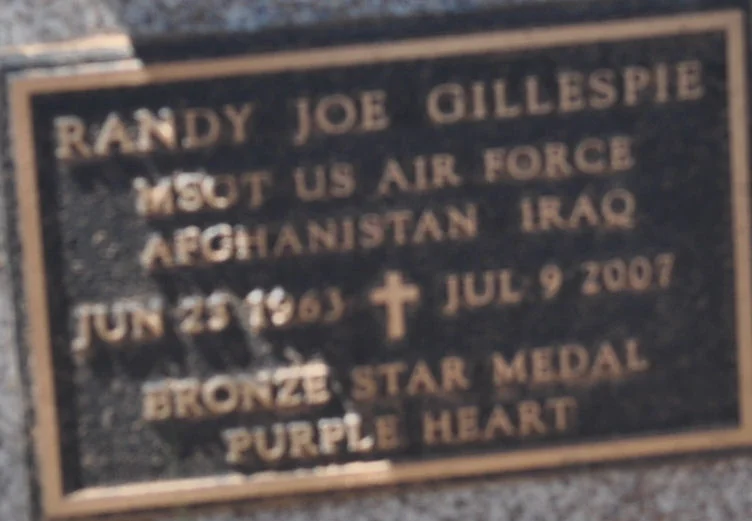 RANDY JOE GILLESPIE
MSGT US AIR FORCE
AFGHANISTAN IRAQ
JUN 23 1963 JUL 9 2007
BRONZE STAR MEDAL
PURPLE HEART